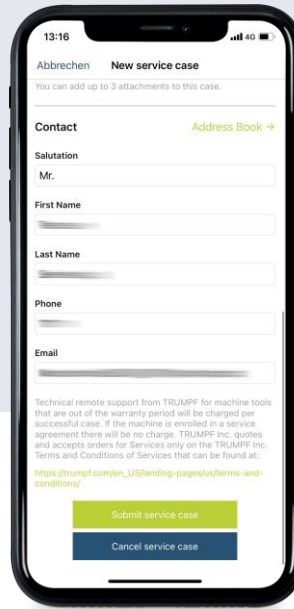 13:16
4G
Abbrechen New service case
You can add up to 3 attachments to this case.
Contact Address Book →
Salutation
Mr.
First Name
Last Name
Phone
Email
Technical remote support from TRUMPF for machine tools
that are out of the warranty period will be charged per
successful case. If the machine is enrolled in a service
agreement there will be no charge. TRUMPF Inc. quotes
and accepts orders for Services only on the TRUMPF Inc.
Terms and Conditions of Services that can be found at:
https://trumpf.com/en_US/landing-pages/us/terms-and-
conditions/
Submit service case
Cancel service case